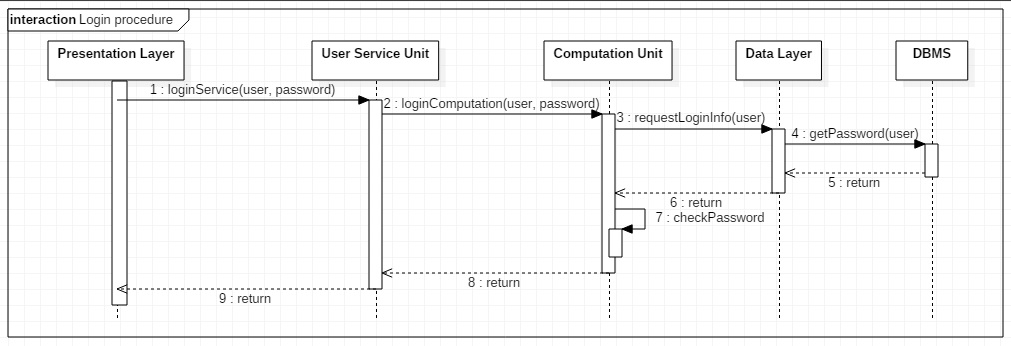 interaction Login procedure
Presentation Layer
User Service Unit
Computation Unit
Data Layer
DBMS
1 : loginService(user, password)
2 : loginComputation(user, password)
3 : requestLoginInfo(user)
4 : getPassword(user)
5 : return
6 : return
7 : checkPassword
8 : return
9 : return